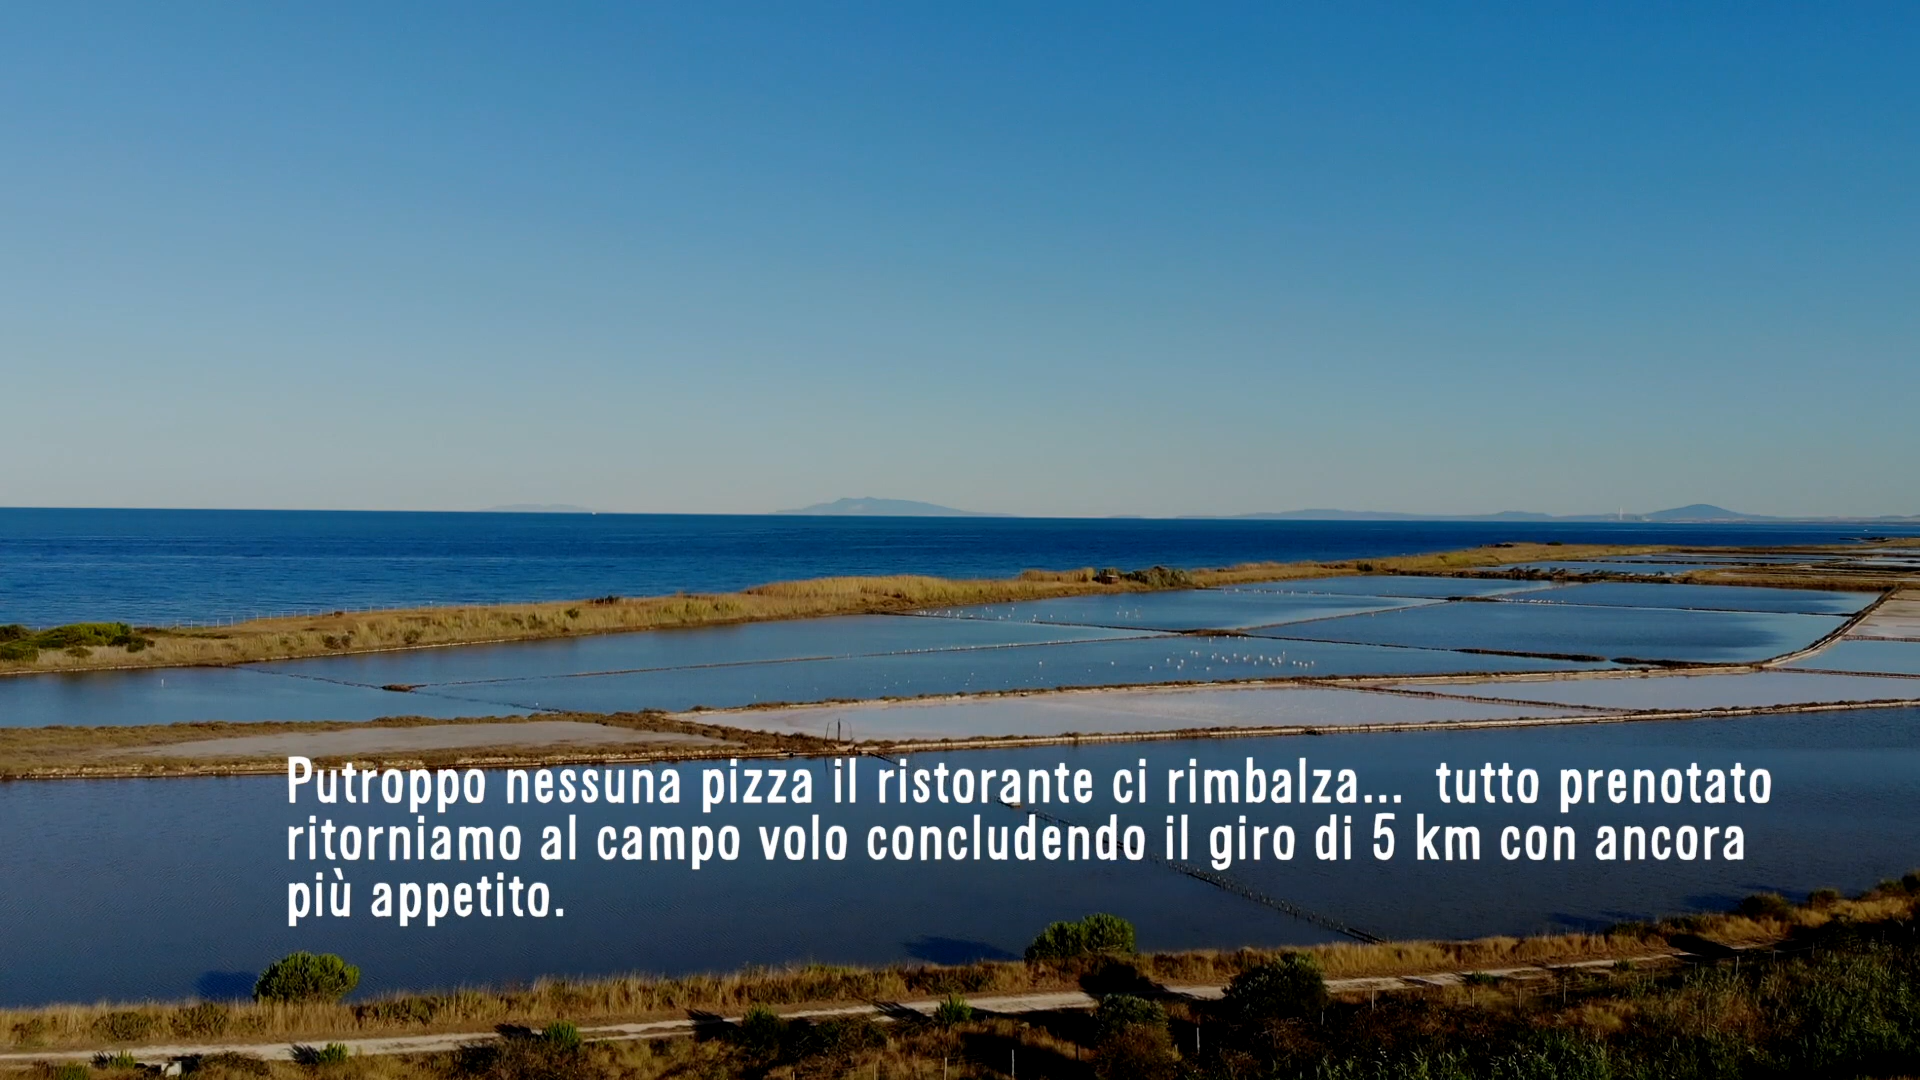 Putroppo nessuna pizza il ristorante ci rimbalza...  tutto prenotato
ritorniamo al campo volo concludendo il giro di 5 km con ancora
più appetito.